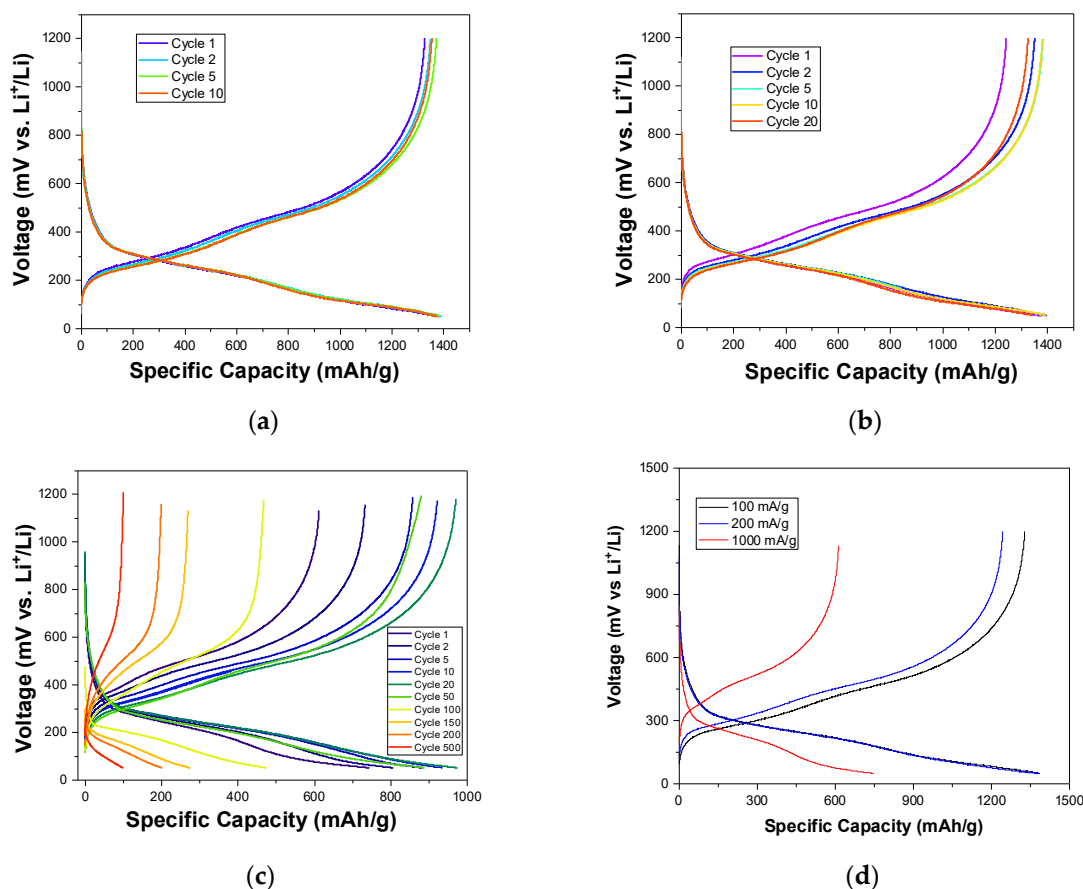 1200
1000
800
600
400
200
0
Voltage (mV vs. Li⁺/Li)
Cycle 1
Cycle 2
Cycle 5
Cycle 10
0 200 400 600 800 1000 1200 1400
Specific Capacity (mAh/g)
(a)
1200
1000
800
600
400
200
0
Voltage (mV vs. Li⁺/Li)
Cycle 1
Cycle 2
Cycle 5
Cycle 10
Cycle 20
0 200 400 600 800 1000 1200 1400
Specific Capacity (mAh/g)
(b)
1200
1000
800
600
400
200
0
Voltage (mV vs. Li⁺/Li)
Cycle 1
Cycle 2
Cycle 5
Cycle 10
Cycle 20
Cycle 50
Cycle 100
Cycle 150
Cycle 200
Cycle 500
0 200 400 600 800 1000
Specific Capacity (mAh/g)
(c)
1500
1200
900
600
300
0
Voltage (mV vs Li⁺/Li)
100 mA/g
200 mA/g
1000 mA/g
0 300 600 900 1200 1500
Specific Capacity (mAh/g)
(d)